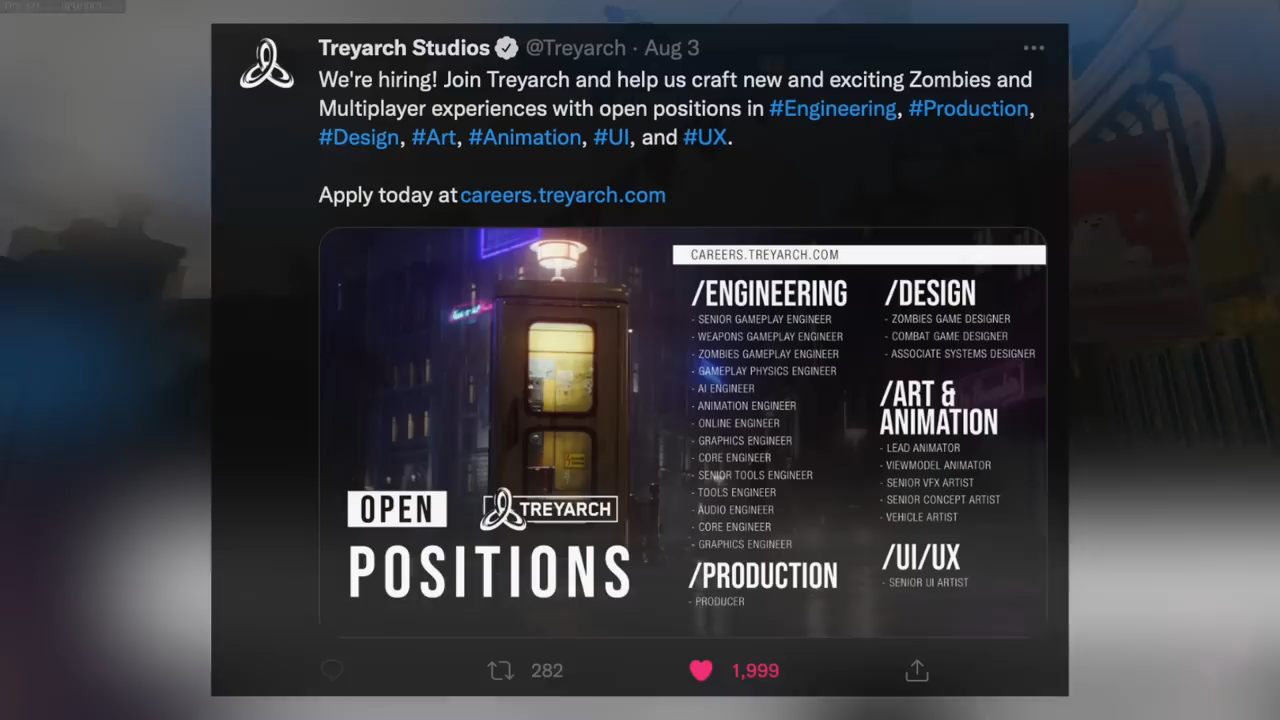 Treyarch Studios @Treyarch · Aug 3
We're hiring! Join Treyarch and help us craft new and exciting Zombies and
Multiplayer experiences with open positions in #Engineering, #Production,
#Design, #Art, #Animation, #UI, and #UX.
Apply today at careers.treyarch.com
OPEN
TREYARCH
POSITIONS
CAREERS.TREYARCH.COM
/ENGINEERING
- SENIOR GAMEPLAY ENGINEER
- WEAPONS GAMEPLAY ENGINEER
- ZOMBIES GAMEPLAY ENGINEER
- GAMEPLAY PHYSICS ENGINEER
- AI ENGINEER
- ANIMATION ENGINEER
- ONLINE ENGINEER
- GRAPHICS ENGINEER
- CORE ENGINEER
- SENIOR TOOLS ENGINEER
- TOOLS ENGINEER
- AUDIO ENGINEER
- CORE ENGINEER
- GRAPHICS ENGINEER
/PRODUCTION
- PRODUCER
/DESIGN
- ZOMBIES GAME DESIGNER
- COMBAT GAME DESIGNER
- ASSOCIATE SYSTEMS DESIGNER
/ART &
ANIMATION
- LEAD ANIMATOR
- VIEWMODEL ANIMATOR
- SENIOR VFX ARTIST
- SENIOR CONCEPT ARTIST
- VEHICLE ARTIST
/UI/UX
- SENIOR UI ARTIST
282
1,999